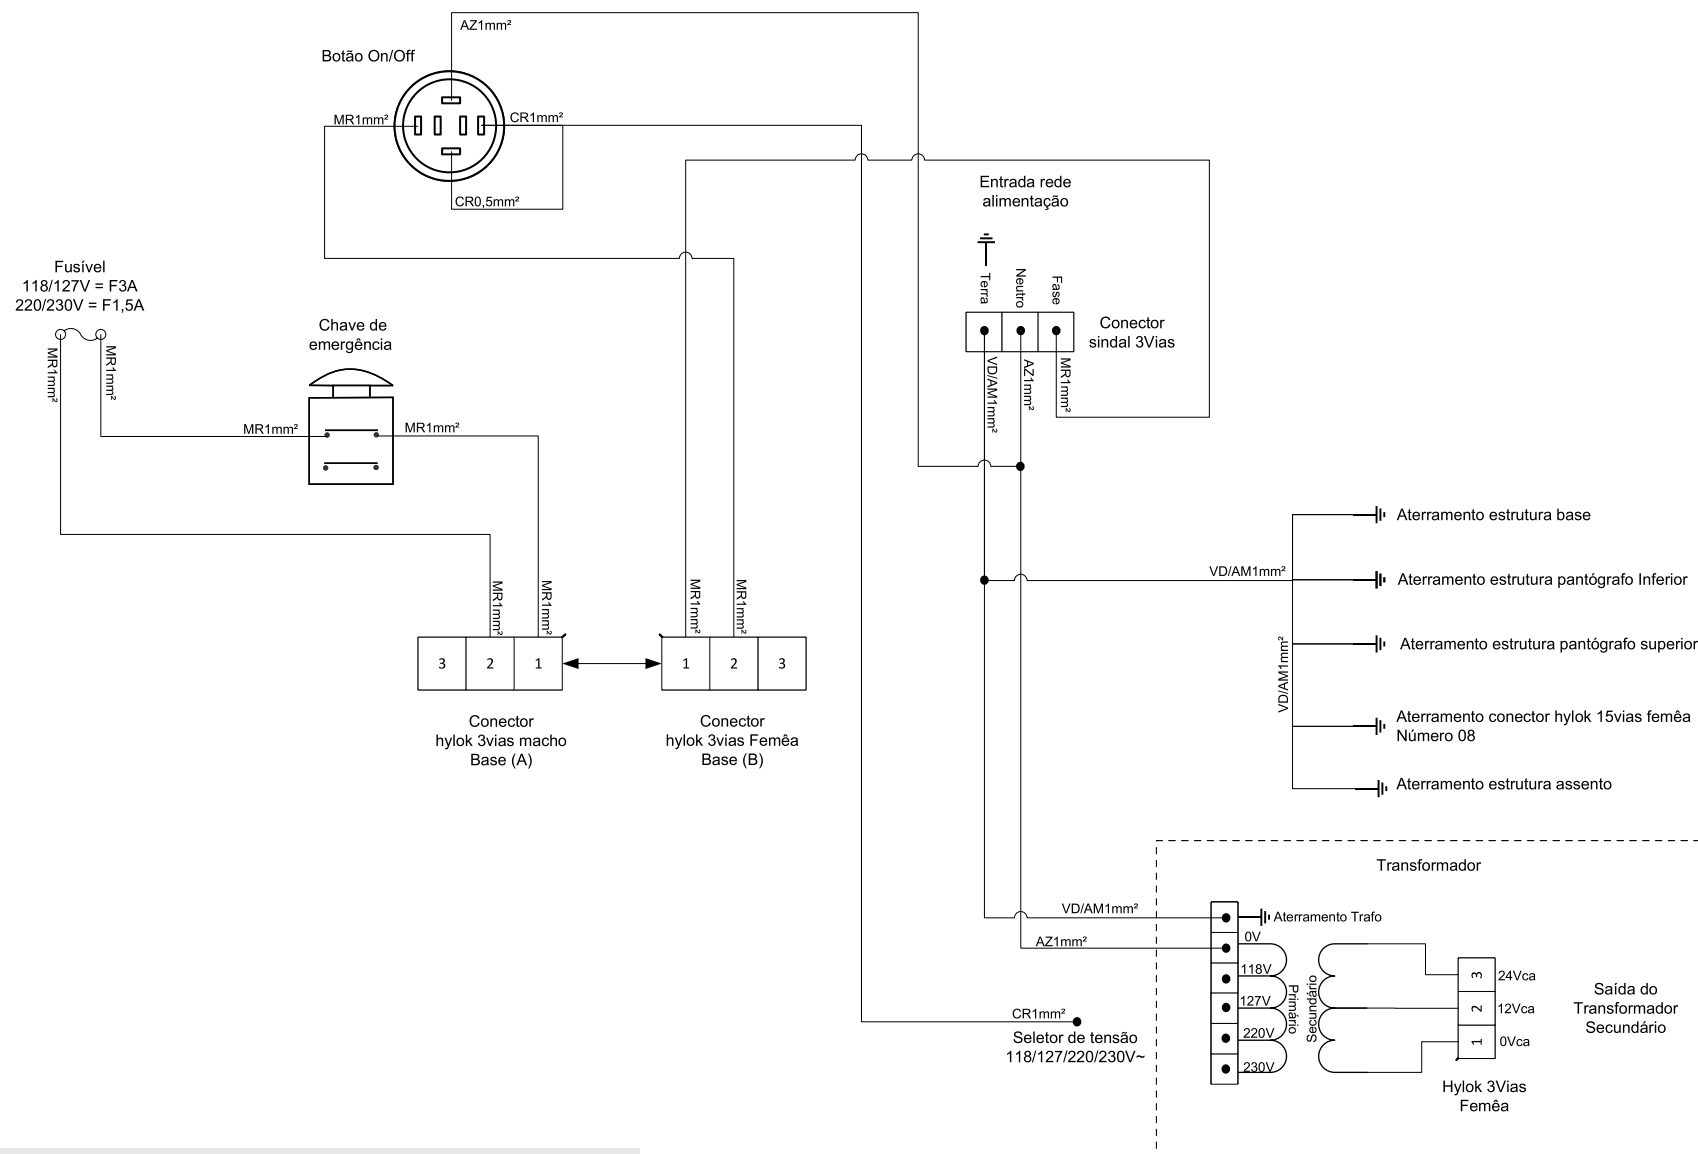 AZ1mm²
Botão On/Off
MR1mm²
CR1mm²
CR0,5mm²
Entrada rede
alimentação
Terra
Neutro
Fase
Conector
sindal 3Vias
VD/AM1mm²
AZ1mm²
MR1mm²
Fusível
118/127V = F3A
220/230V = F1,5A
MR1mm²
MR1mm²
Chave de
emergência
MR1mm²
MR1mm²
MR1mm²
MR1mm²
MR1mm²
MR1mm²
3
2
1
1
2
3
Conector
hylok 3vias macho
Base (A)
Conector
hylok 3vias Femêa
Base (B)
VD/AM1mm²
VD/AM1mm²
Aterramento estrutura base
Aterramento estrutura pantógrafo Inferior
Aterramento estrutura pantógrafo superior
Aterramento conector hylok 15vias femêa
Número 08
Aterramento estrutura assento
Transformador
VD/AM1mm²
Aterramento Trafo
AZ1mm²
0V
118V
127V
220V
230V
Primário
Secundário
3
2
1
24Vca
12Vca
0Vca
Saída do
Transformador
Secundário
Hylok 3Vias
Femêa
CR1mm²
Seletor de tensão
118/127/220/230V~